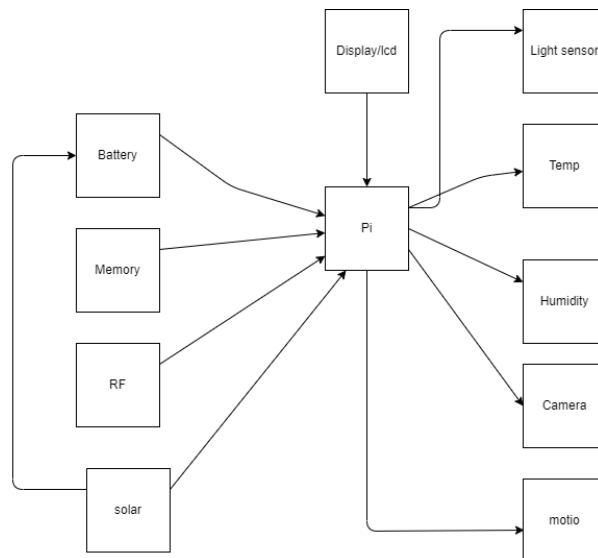 Display/lcd
Light sensor
Battery
Temp
Pi
Memory
Humidity
RF
Camera
solar
motio